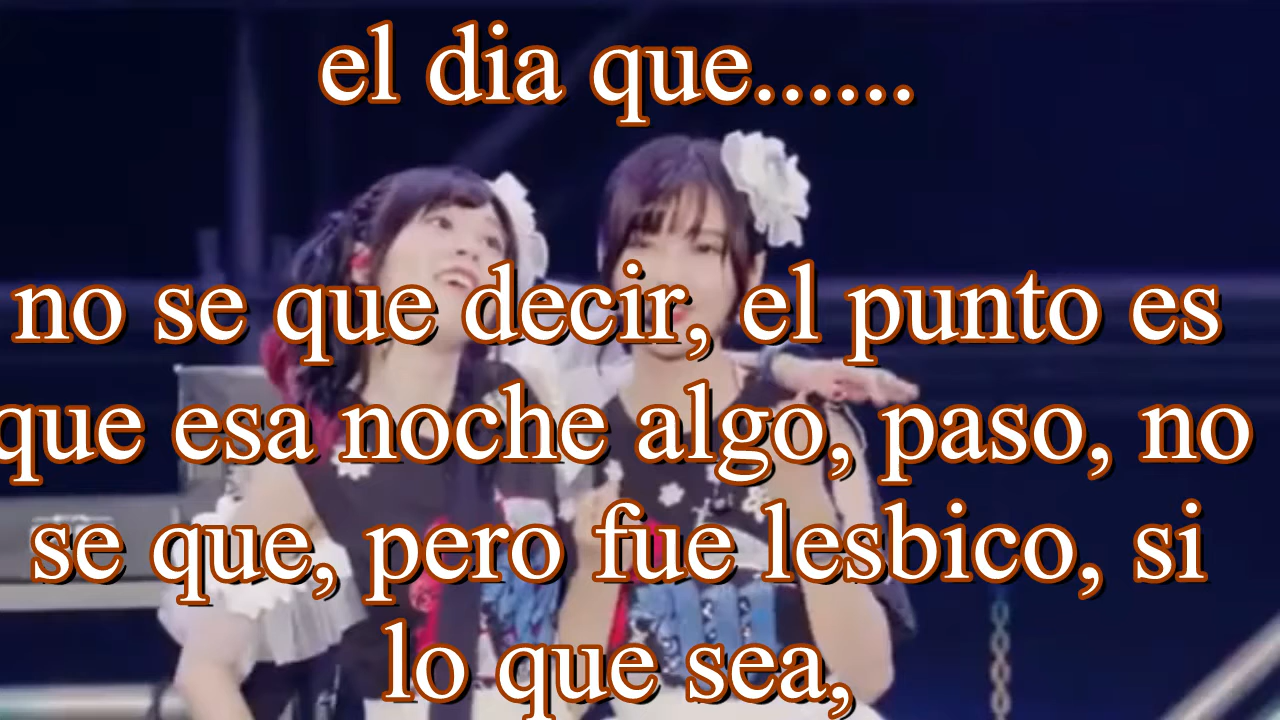 el dia que......
no se que decir, el punto es
que esa noche algo, paso, no
se que, pero fue lesbico, si
lo que sea,